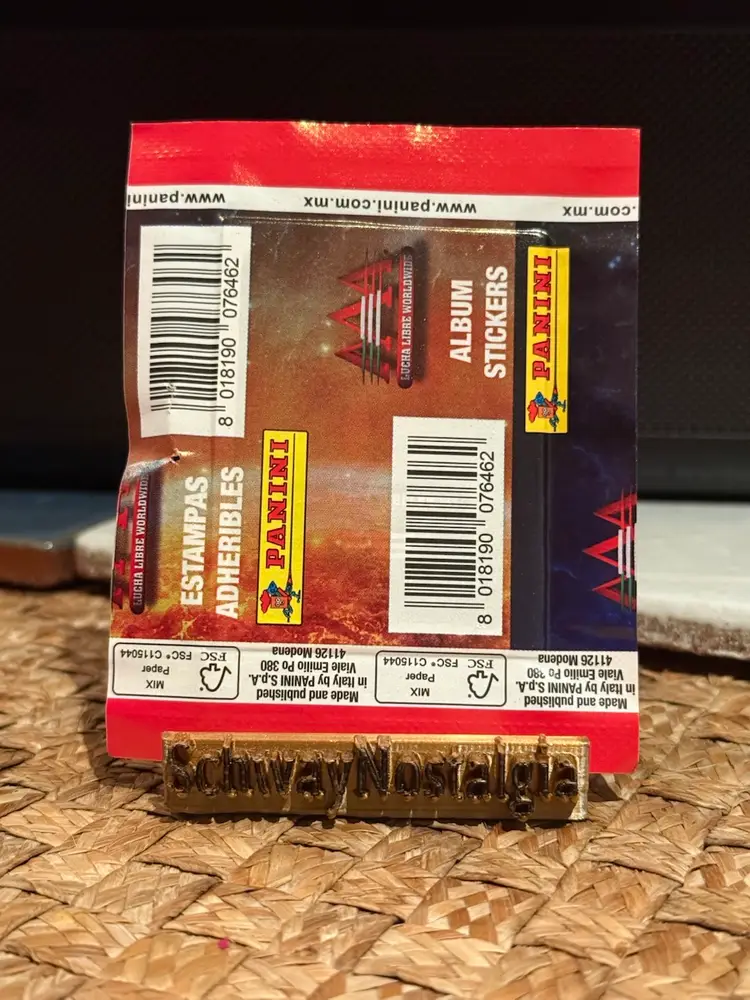 www.panini
www.panini.com.mx
.com.mx
8 018190 076462
LUCHA LIBRE WORLDWIDE
ALBUM
STICKERS
PANINI
LUCHA LIBRE WORLDWIDE
ESTAMPAS
ADHERIBLES
PANINI
8 018190 076462
Made and published
in Italy by PANINI S.p.A.
Viale Emilio Po 380
41126 Modena
FSC
MIX
Paper
FSC® C115044
Made and published
in Italy by PANINI S.p.A.
Viale Emilio Po 380
41126 Modena
FSC
MIX
Paper
FSC® C115044
SchwayNostalgia